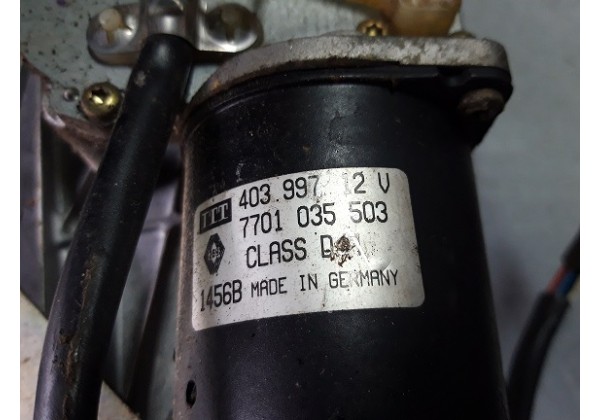 ITT 403.997 12 V
7701 035 503
CLASS
1456B MADE IN GERMANY